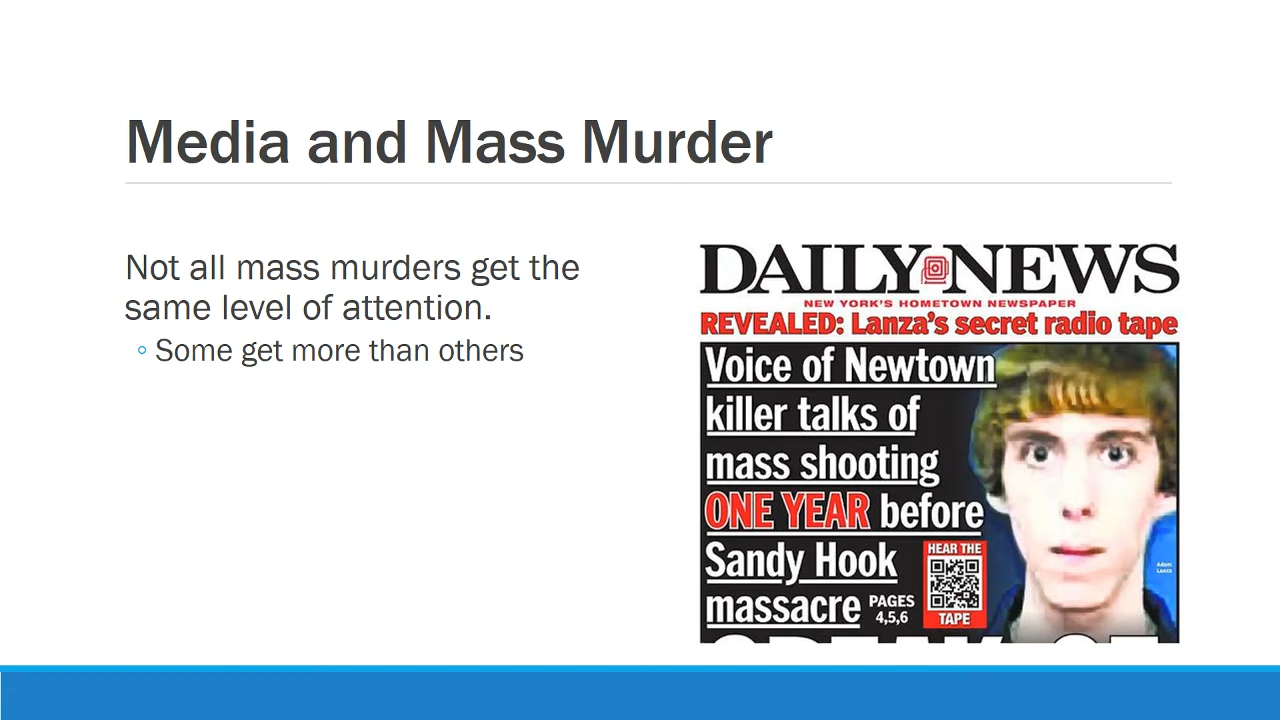 Media and Mass Murder
Not all mass murders get the
same level of attention.
Some get more than others
DAILY NEWS
NEW YORK'S HOMETOWN NEWSPAPER
REVEALED: Lanza's secret radio tape
Voice of Newtown
killer talks of
mass shooting
ONE YEAR before
Sandy Hook
massacre PAGES
4,5,6
HEAR THE
TAPE
Adam
Lanza